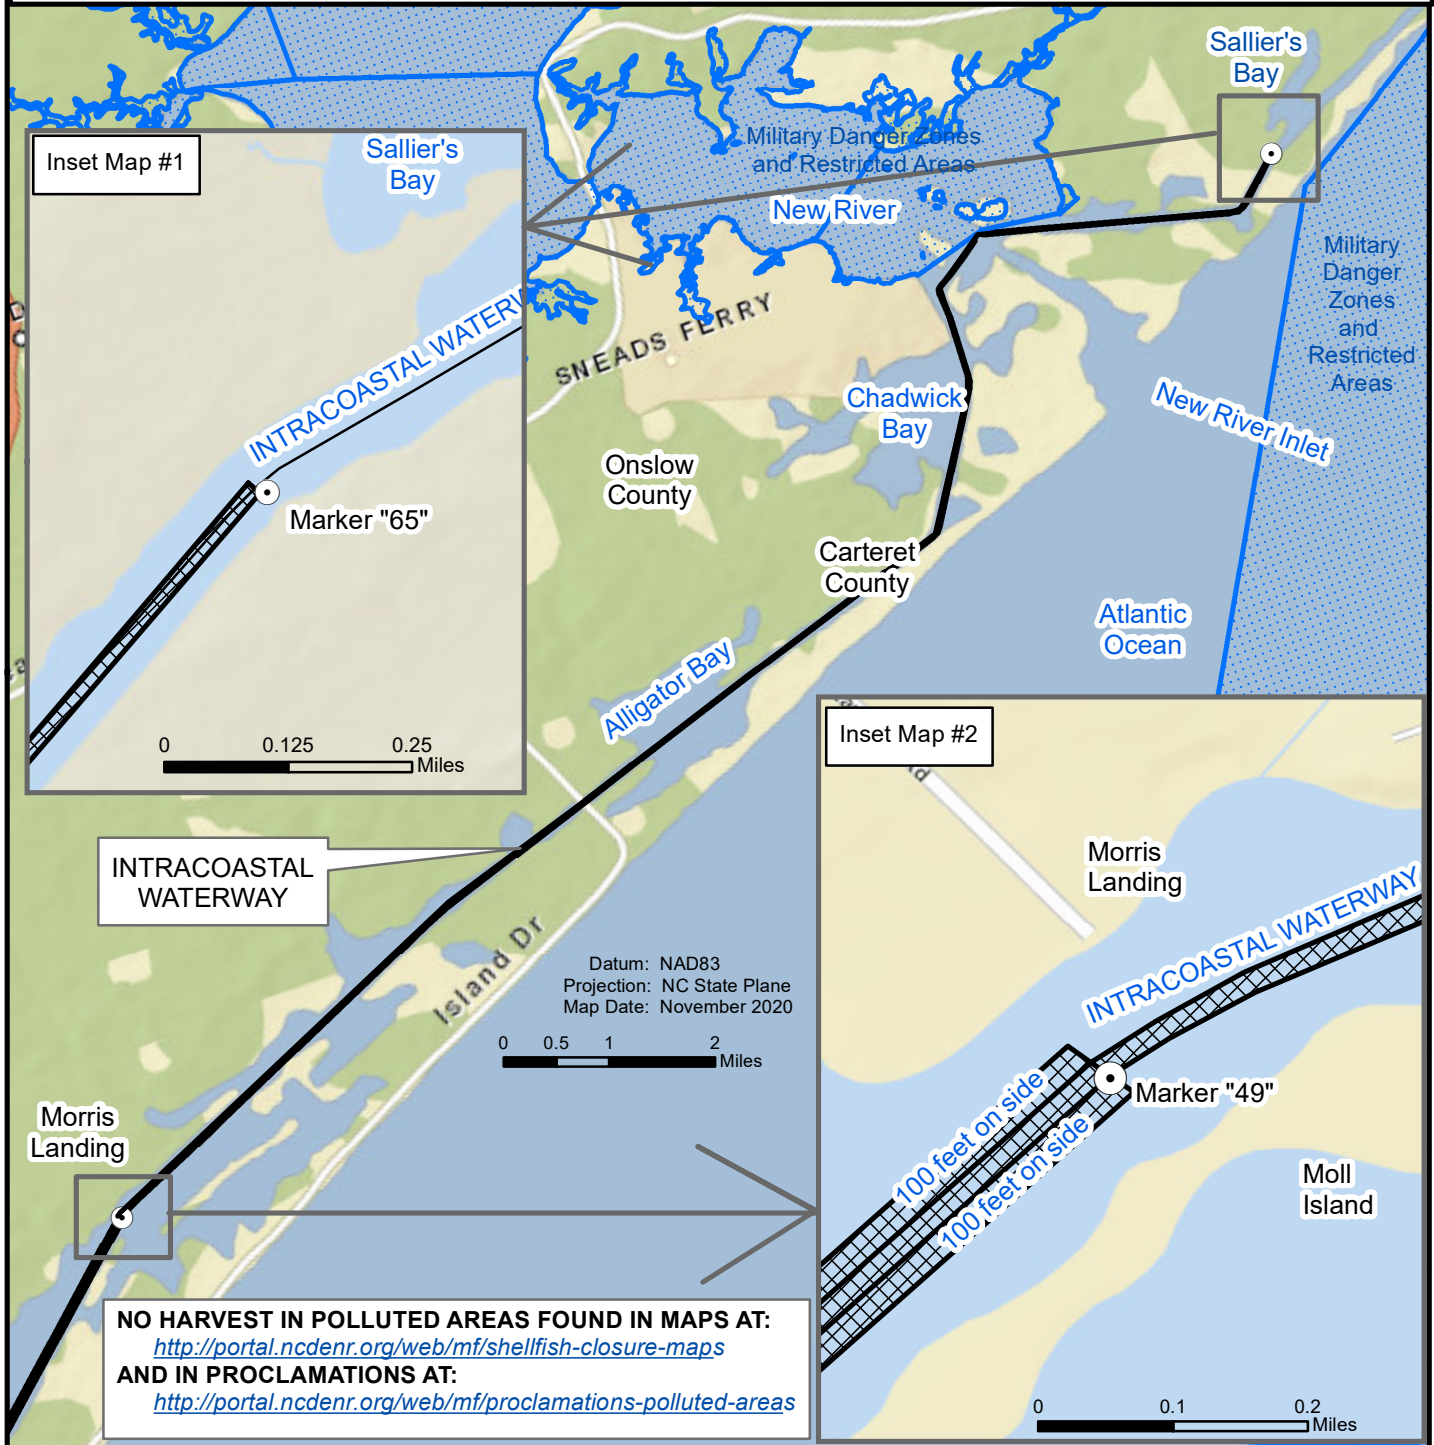 Sallier's
Bay
Military Danger Zones
and Restricted Areas
New River
Inset Map #1
Sallier's
Bay
INTRACOASTAL WATERW
Marker "65"
0 0.125 0.25
Miles
Military
Danger
Zones
and
Restricted
Areas
SNEADS FERRY
Chadwick
Bay
New River Inlet
Onslow
County
Carteret
County
Atlantic
Ocean
Alligator Bay
INTRACOASTAL
WATERWAY
Island Dr
Datum: NAD83
Projection: NC State Plane
Map Date: November 2020
0 0.5 1 2
Miles
Morris
Landing
Inset Map #2
Rd
Morris
Landing
INTRACOASTAL WATERWAY
Marker "49"
100 feet on side
100 feet on side
Moll
Island
0 0.1 0.2
Miles
NO HARVEST IN POLLUTED AREAS FOUND IN MAPS AT:
http://portal.ncdenr.org/web/mf/shellfish-closure-maps
AND IN PROCLAMATIONS AT:
http://portal.ncdenr.org/web/mf/proclamations-polluted-areas